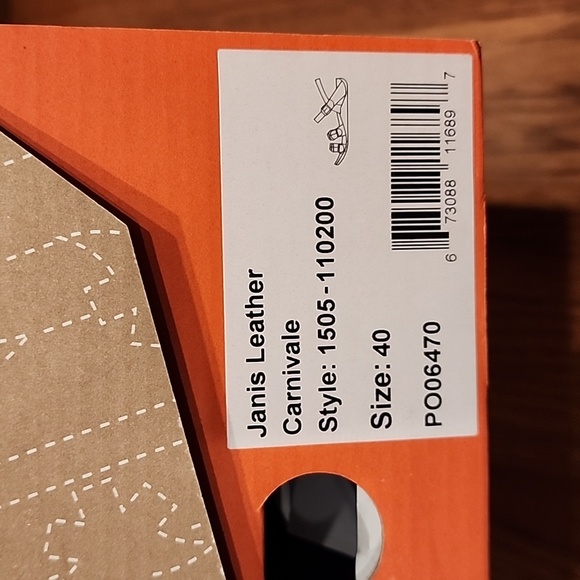 Janis Leather
Carnivale
Style: 1505-110200
Size: 40
PO06470
6 73088 11689 7